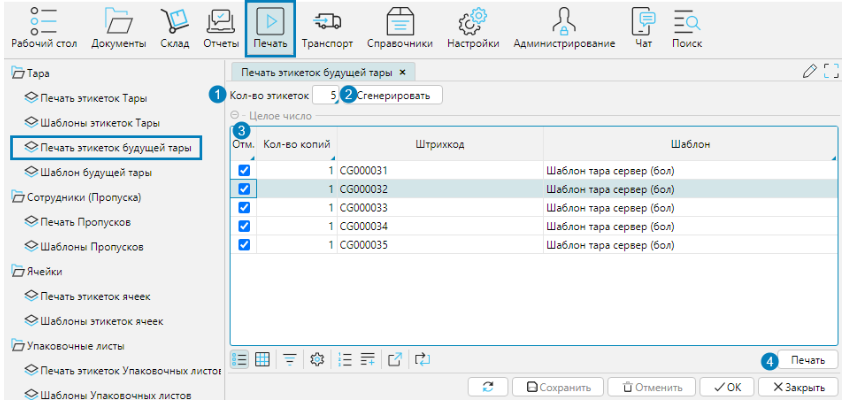 Рабочий стол Документы Склад Отчеты Печать Транспорт Справочники Настройки Администрирование Чат Поиск
Тара
Печать этикеток Тары
Шаблоны этикеток Тары
Печать этикеток будущей тары
Шаблон будущей тары
Сотрудники (Пропуска)
Печать Пропусков
Шаблоны Пропусков
Ячейки
Печать этикеток ячеек
Шаблоны этикеток ячеек
Упаковочные листы
Печать этикеток Упаковочных листов
Шаблоны Упаковочных листов
Печать этикеток будущей тары ×
1 Кол-во этикеток 5 2 Сгенерировать
Целое число
3
Отм. Кол-во копий Штрихкод Шаблон
1 CG000031 Шаблон тара сервер (бол)
1 CG000032 Шаблон тара сервер (бол)
1 CG000033 Шаблон тара сервер (бол)
1 CG000034 Шаблон тара сервер (бол)
1 CG000035 Шаблон тара сервер (бол)
4 Печать
Сохранить Отменить OK Закрыть